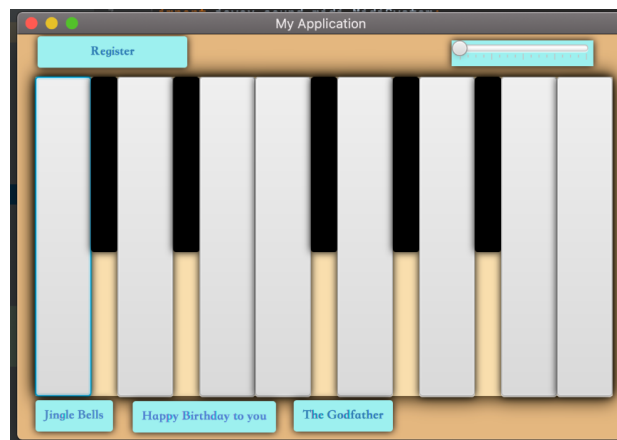 My Application
Register
Jingle Bells
Happy Birthday to you
The Godfather